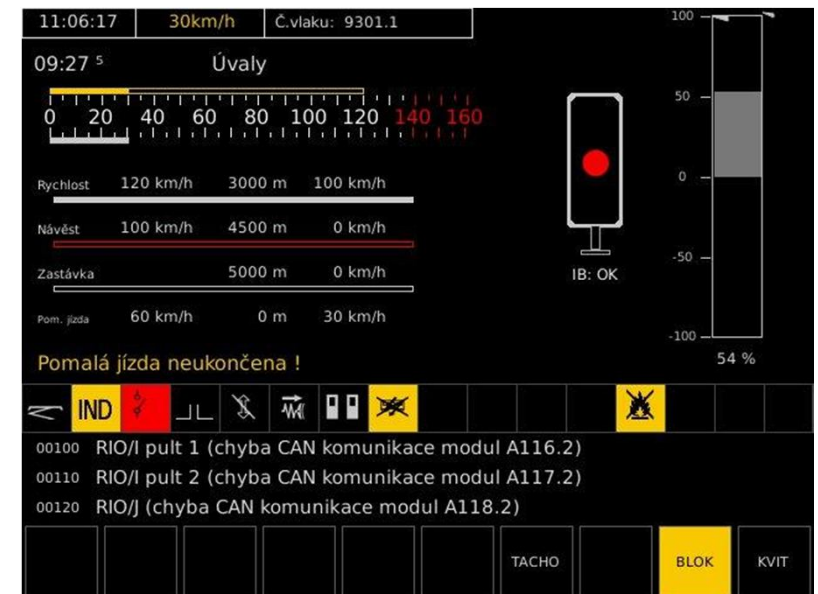 11:06:17 30km/h Č.vlaku: 9301.1
09:27 5 Úvaly
0 20 40 60 80 100 120 140 160
Rychlost 120 km/h 3000 m 100 km/h
Návěst 100 km/h 4500 m 0 km/h
Zastávka 5000 m 0 km/h
Pom. jízda 60 km/h 0 m 30 km/h
IB: OK
100
50
0
-50
-100
54 %
Pomalá jízda neukončena !
IND
00100 RIO/I pult 1 (chyba CAN komunikace modul A116.2)
00110 RIO/I pult 2 (chyba CAN komunikace modul A117.2)
00120 RIO/J (chyba CAN komunikace modul A118.2)
TACHO BLOK KVIT